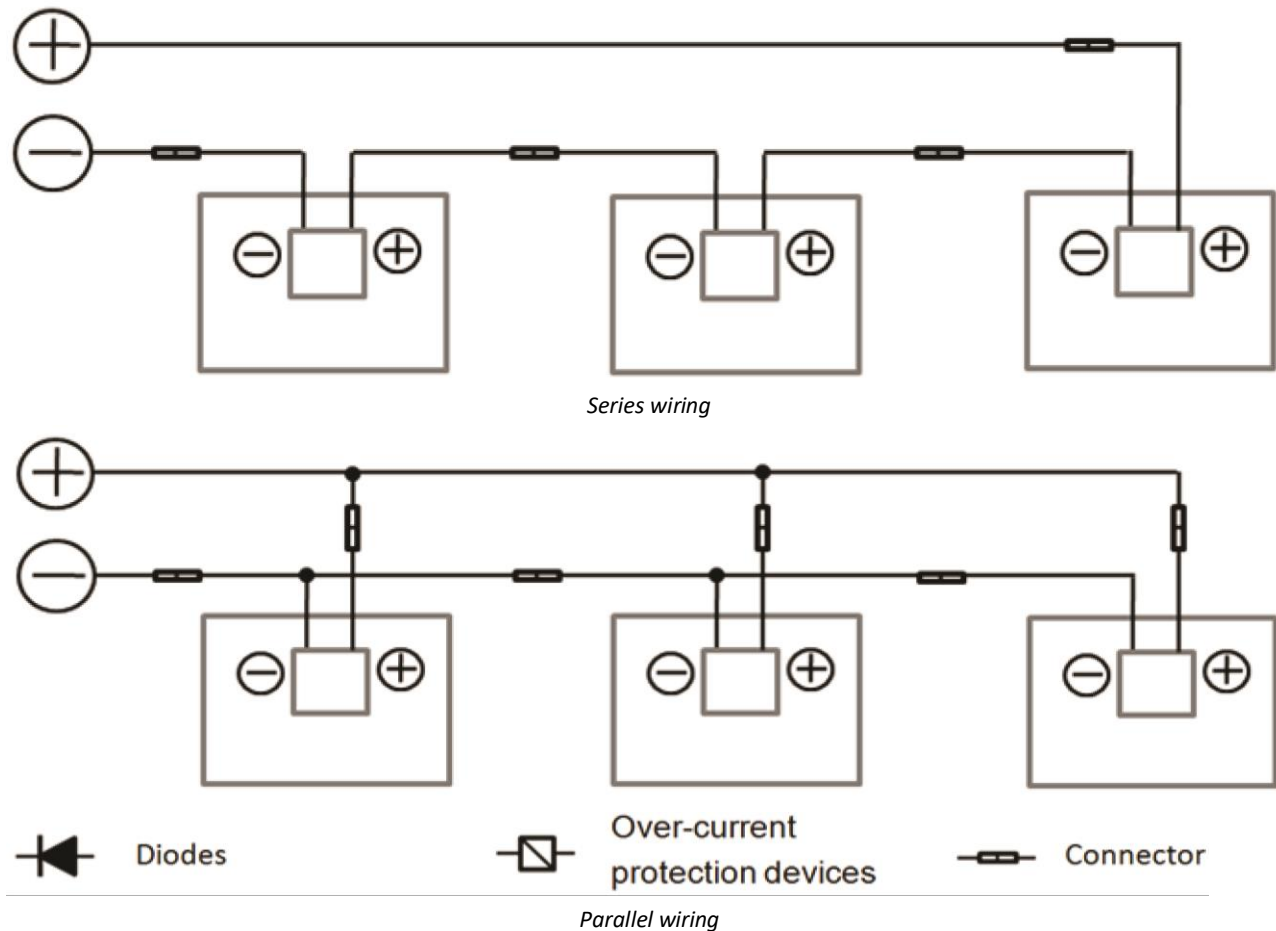 Series wiring
Diodes
Over-current
protection devices
Connector
Parallel wiring